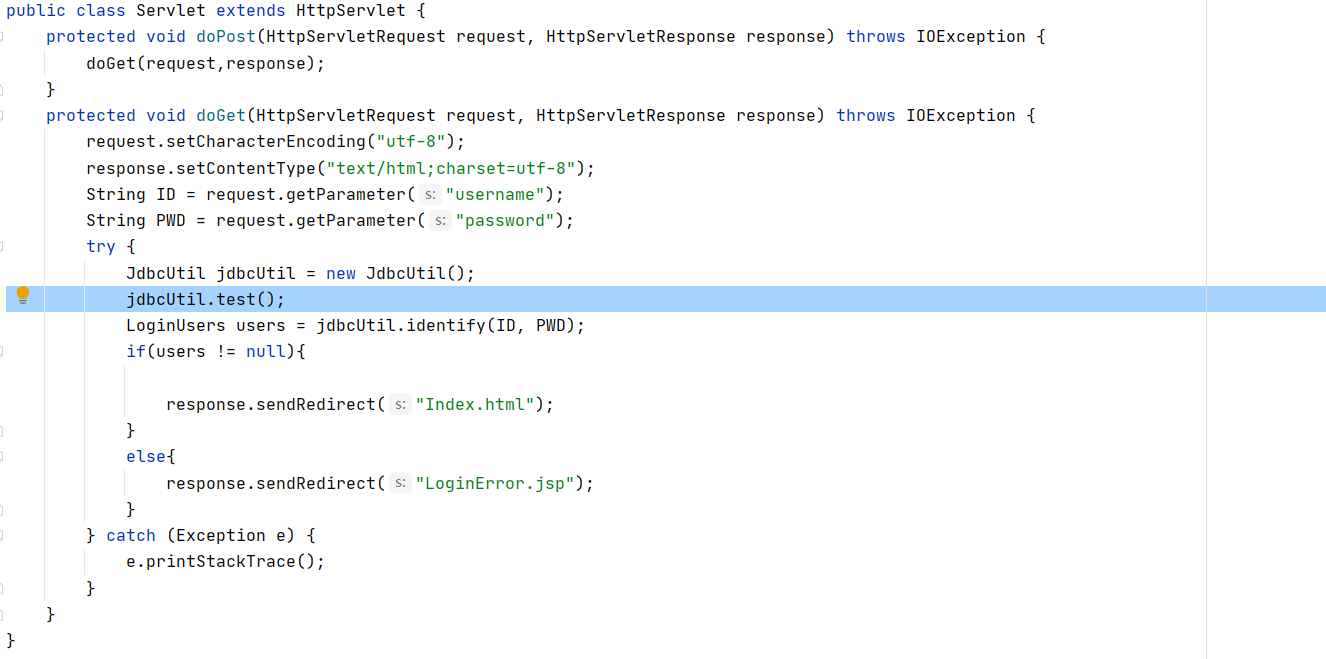 public class Servlet extends HttpServlet {
    protected void doPost(HttpServletRequest request, HttpServletResponse response) throws IOException {
        doGet(request,response);
    }
    protected void doGet(HttpServletRequest request, HttpServletResponse response) throws IOException {
        request.setCharacterEncoding("utf-8");
        response.setContentType("text/html;charset=utf-8");
        String ID = request.getParameter( s: "username");
        String PWD = request.getParameter( s: "password");
        try {
            JdbcUtil jdbcUtil = new JdbcUtil();
            jdbcUtil.test();
            LoginUsers users = jdbcUtil.identify(ID, PWD);
            if(users != null){
                response.sendRedirect( s: "Index.html");
            }
            else{
                response.sendRedirect( s: "LoginError.jsp");
            }
        } catch (Exception e) {
            e.printStackTrace();
        }
    }
}